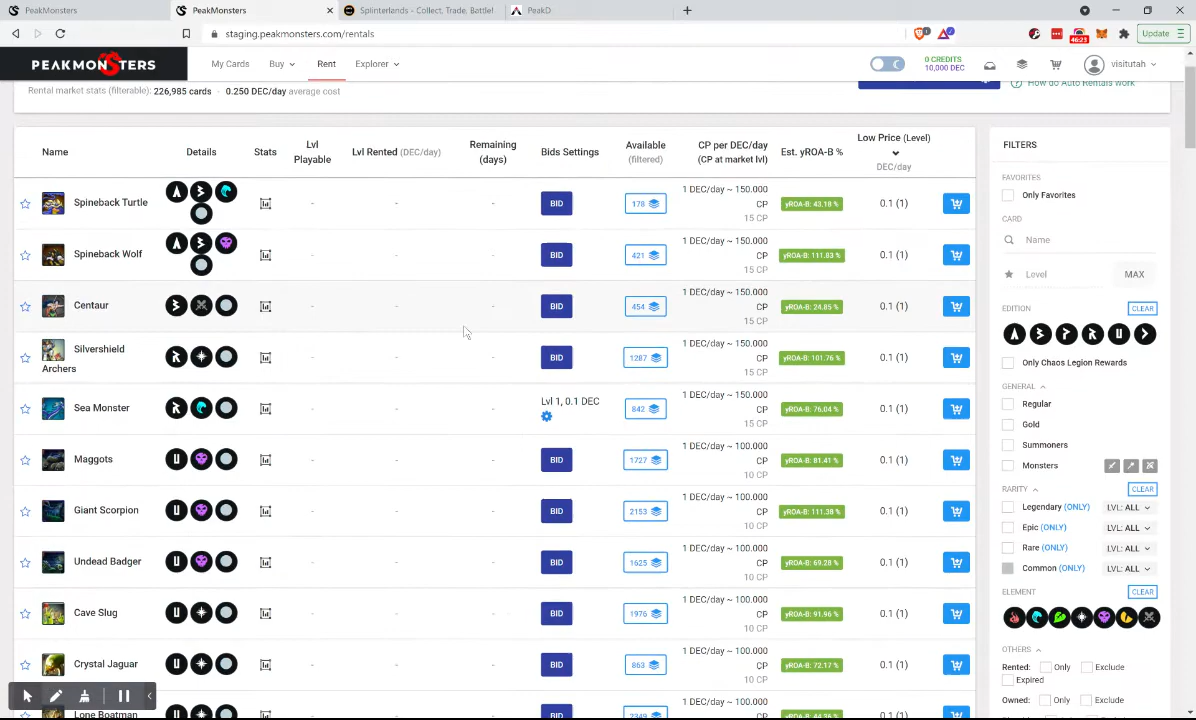 PeakMonsters
PeakMonsters
Splinterlands - Collect, Trade, Battle!
PeakD
staging.peakmonsters.com/rentals
46:23
Update
PEAKMONSTERS
My Cards
Buy
Rent
Explorer
0 CREDITS
10,000 DEC
visitutah
Rental market stats (filterable): 226,985 cards · 0.250 DEC/day average cost
How do Auto Rentals work
Name
Details
Stats
Lvl Playable
Lvl Rented (DEC/day)
Remaining (days)
Bids Settings
Available (filtered)
CP per DEC/day (CP at market lvl)
Est. yROA-B %
Low Price (Level)
DEC/day
Spineback Turtle - - - BID 178 1 DEC/day ~ 150.000 CP 15 CP yROA-B: 43.18 % 0.1 (1)
Spineback Wolf - - - BID 421 1 DEC/day ~ 150.000 CP 15 CP yROA-B: 111.83 % 0.1 (1)
Centaur - - - BID 454 1 DEC/day ~ 150.000 CP 15 CP yROA-B: 24.85 % 0.1 (1)
Silvershield Archers - - - BID 1287 1 DEC/day ~ 150.000 CP 15 CP yROA-B: 101.76 % 0.1 (1)
Sea Monster - - - Lvl 1, 0.1 DEC 842 1 DEC/day ~ 150.000 CP 15 CP yROA-B: 76.04 % 0.1 (1)
Maggots - - - BID 1727 1 DEC/day ~ 100.000 CP 10 CP yROA-B: 81.41 % 0.1 (1)
Giant Scorpion - - - BID 2153 1 DEC/day ~ 100.000 CP 10 CP yROA-B: 111.38 % 0.1 (1)
Undead Badger - - - BID 1625 1 DEC/day ~ 100.000 CP 10 CP yROA-B: 69.28 % 0.1 (1)
Cave Slug - - - BID 1976 1 DEC/day ~ 100.000 CP 10 CP yROA-B: 91.96 % 0.1 (1)
Crystal Jaguar - - - BID 863 1 DEC/day ~ 100.000 CP 10 CP yROA-B: 72.17 % 0.1 (1)
Lone Boatman - - - BID 1 DEC/day ~ 100.000 0.1 (1)
FILTERS
FAVORITES
Only Favorites
CARD
Name
Level
MAX
EDITION
CLEAR
Only Chaos Legion Rewards
GENERAL
Regular
Gold
Summoners
Monsters
RARITY
CLEAR
Legendary (ONLY) LVL: ALL
Epic (ONLY) LVL: ALL
Rare (ONLY) LVL: ALL
Common (ONLY) LVL: ALL
ELEMENT
CLEAR
OTHERS
Rented: Only Exclude
Expired
Owned: Only Exclude